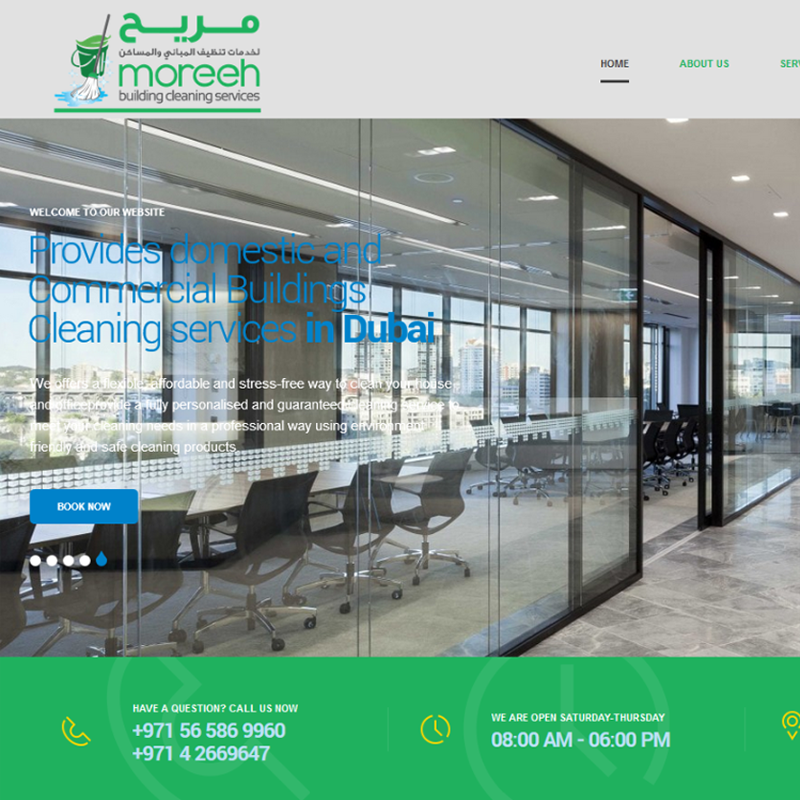 مريح
لخدمات تنظيف المباني والمساكن
moreeh
building cleaning services
HOME
ABOUT US
SERV
WELCOME TO OUR WEBSITE
Provides domestic and
Commercial Buildings
Cleaning services in Dubai
We offers a flexible, affordable and stress-free way to clean your house
and office provide a fully personalised and guaranteed cleaning service to
meet with cleaning needs in a professional way using environment
friendly and safe cleaning products
BOOK NOW
HAVE A QUESTION? CALL US NOW
+971 56 586 9960
+971 4 2669647
WE ARE OPEN SATURDAY-THURSDAY
08:00 AM - 06:00 PM